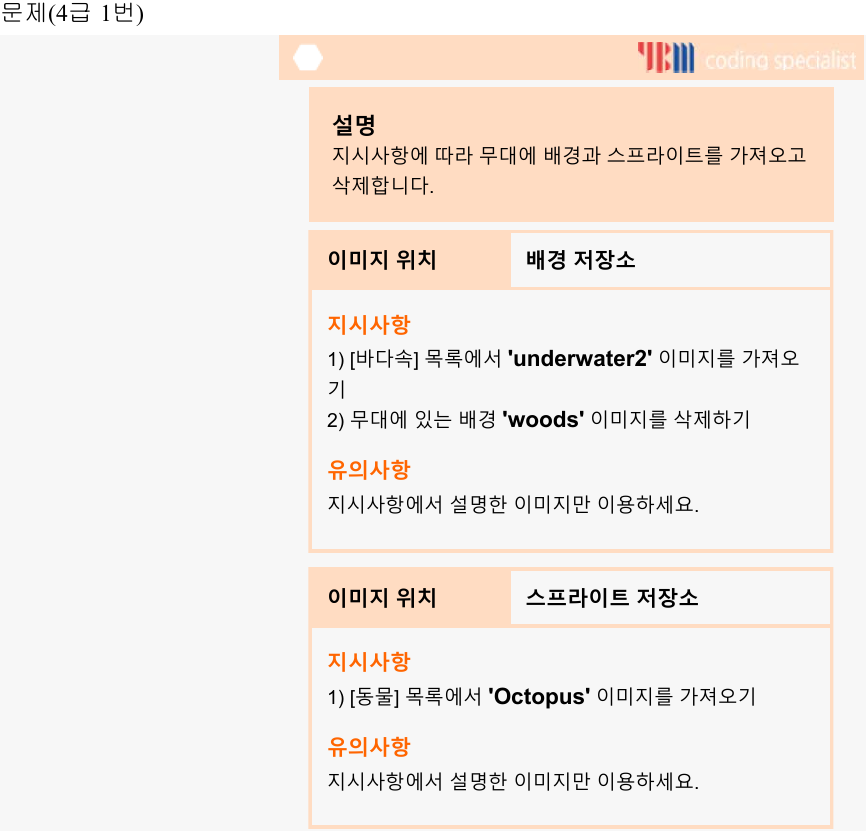 문제(4급 1번)
YBM coding specialist
설명
지시사항에 따라 무대에 배경과 스프라이트를 가져오고
삭제합니다.
이미지 위치 배경 저장소
지시사항
1) [바다속] 목록에서 'underwater2' 이미지를 가져오
기
2) 무대에 있는 배경 'woods' 이미지를 삭제하기
유의사항
지시사항에서 설명한 이미지만 이용하세요.
이미지 위치 스프라이트 저장소
지시사항
1) [동물] 목록에서 'Octopus' 이미지를 가져오기
유의사항
지시사항에서 설명한 이미지만 이용하세요.